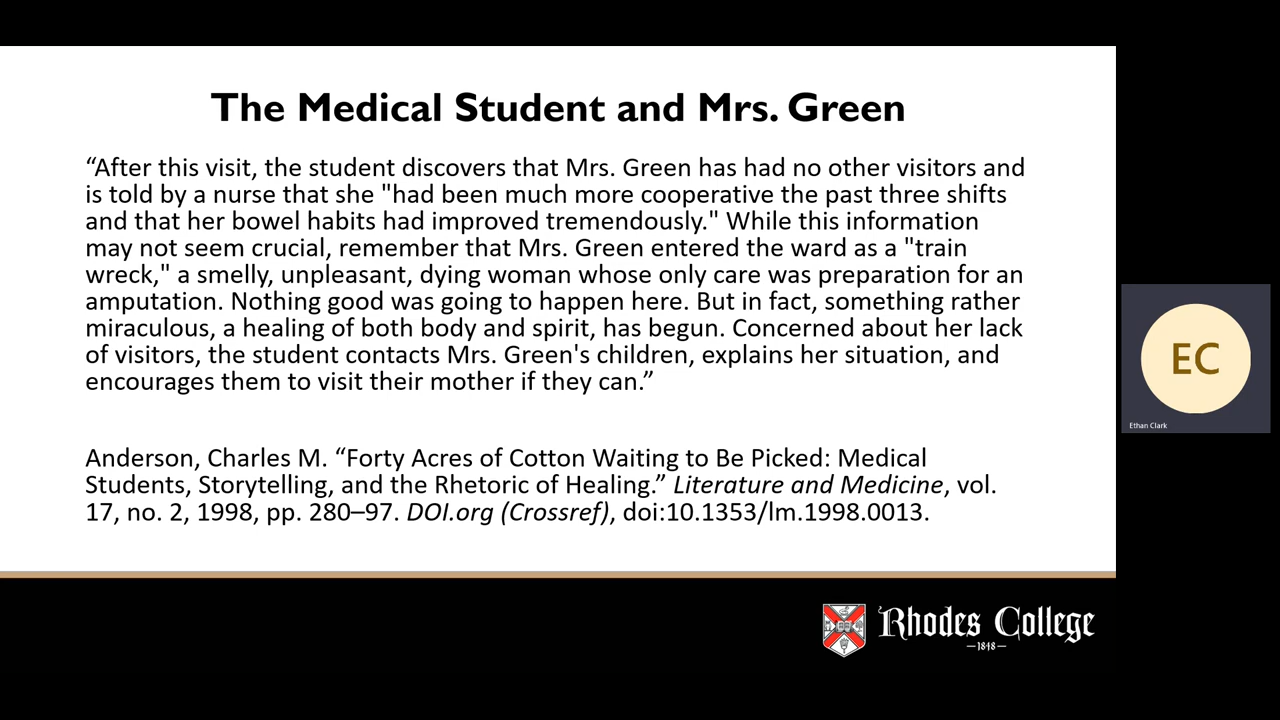 The Medical Student and Mrs. Green
“After this visit, the student discovers that Mrs. Green has had no other visitors and
is told by a nurse that she "had been much more cooperative the past three shifts
and that her bowel habits had improved tremendously." While this information
may not seem crucial, remember that Mrs. Green entered the ward as a "train
wreck," a smelly, unpleasant, dying woman whose only care was preparation for an
amputation. Nothing good was going to happen here. But in fact, something rather
miraculous, a healing of both body and spirit, has begun. Concerned about her lack
of visitors, the student contacts Mrs. Green's children, explains her situation, and
encourages them to visit their mother if they can.”
Anderson, Charles M. “Forty Acres of Cotton Waiting to Be Picked: Medical
Students, Storytelling, and the Rhetoric of Healing.” Literature and Medicine, vol.
17, no. 2, 1998, pp. 280–97. DOI.org (Crossref), doi:10.1353/lm.1998.0013.
EC
Ethan Clark
Rhodes College
—1848—